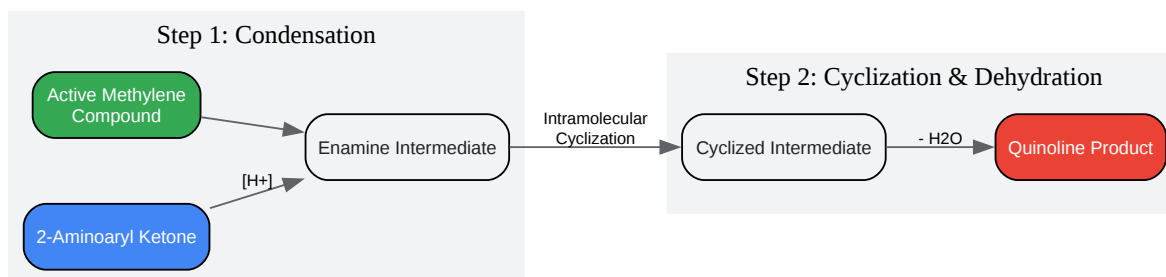 Step 1: Condensation
Active Methylene
Compound
[H+]
2-Aminoaryl Ketone
Enamine Intermediate
Intramolecular
Cyclization
Step 2: Cyclization & Dehydration
Cyclized Intermediate
- H2O
Quinoline Product